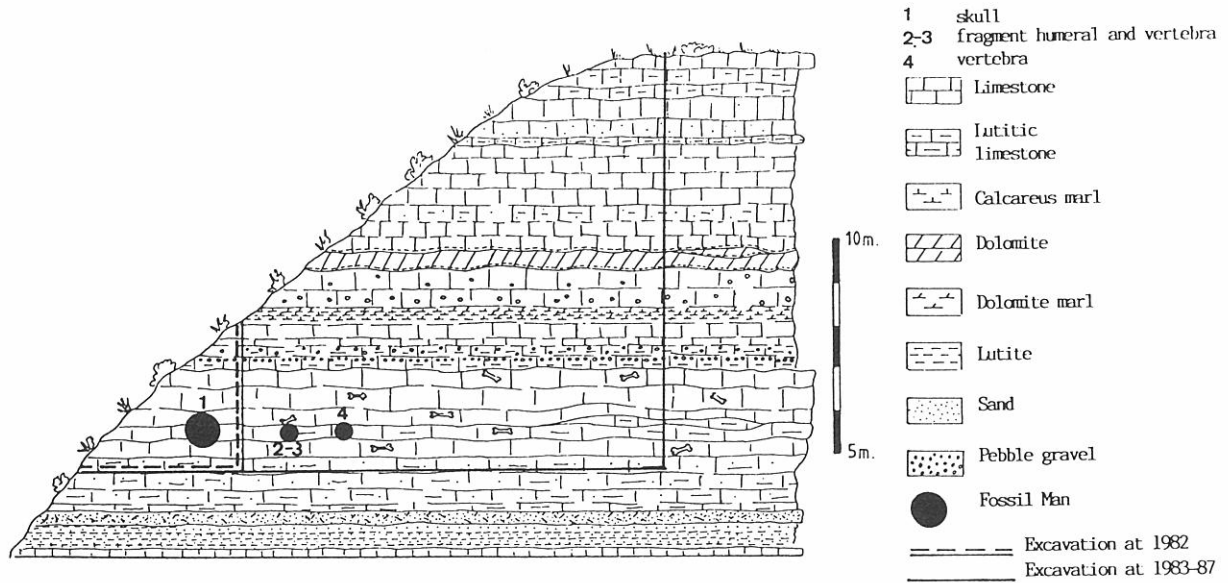 1 skull
2-3 fragment humeral and vertebra
4 vertebra
Limestone
Lutitic
limestone
Calcareus marl
Dolomite
Dolomite marl
Lutite
Sand
Pebble gravel
Fossil Man
Excavation at 1982
Excavation at 1983-87
10m.
5m.
1
2-3
4